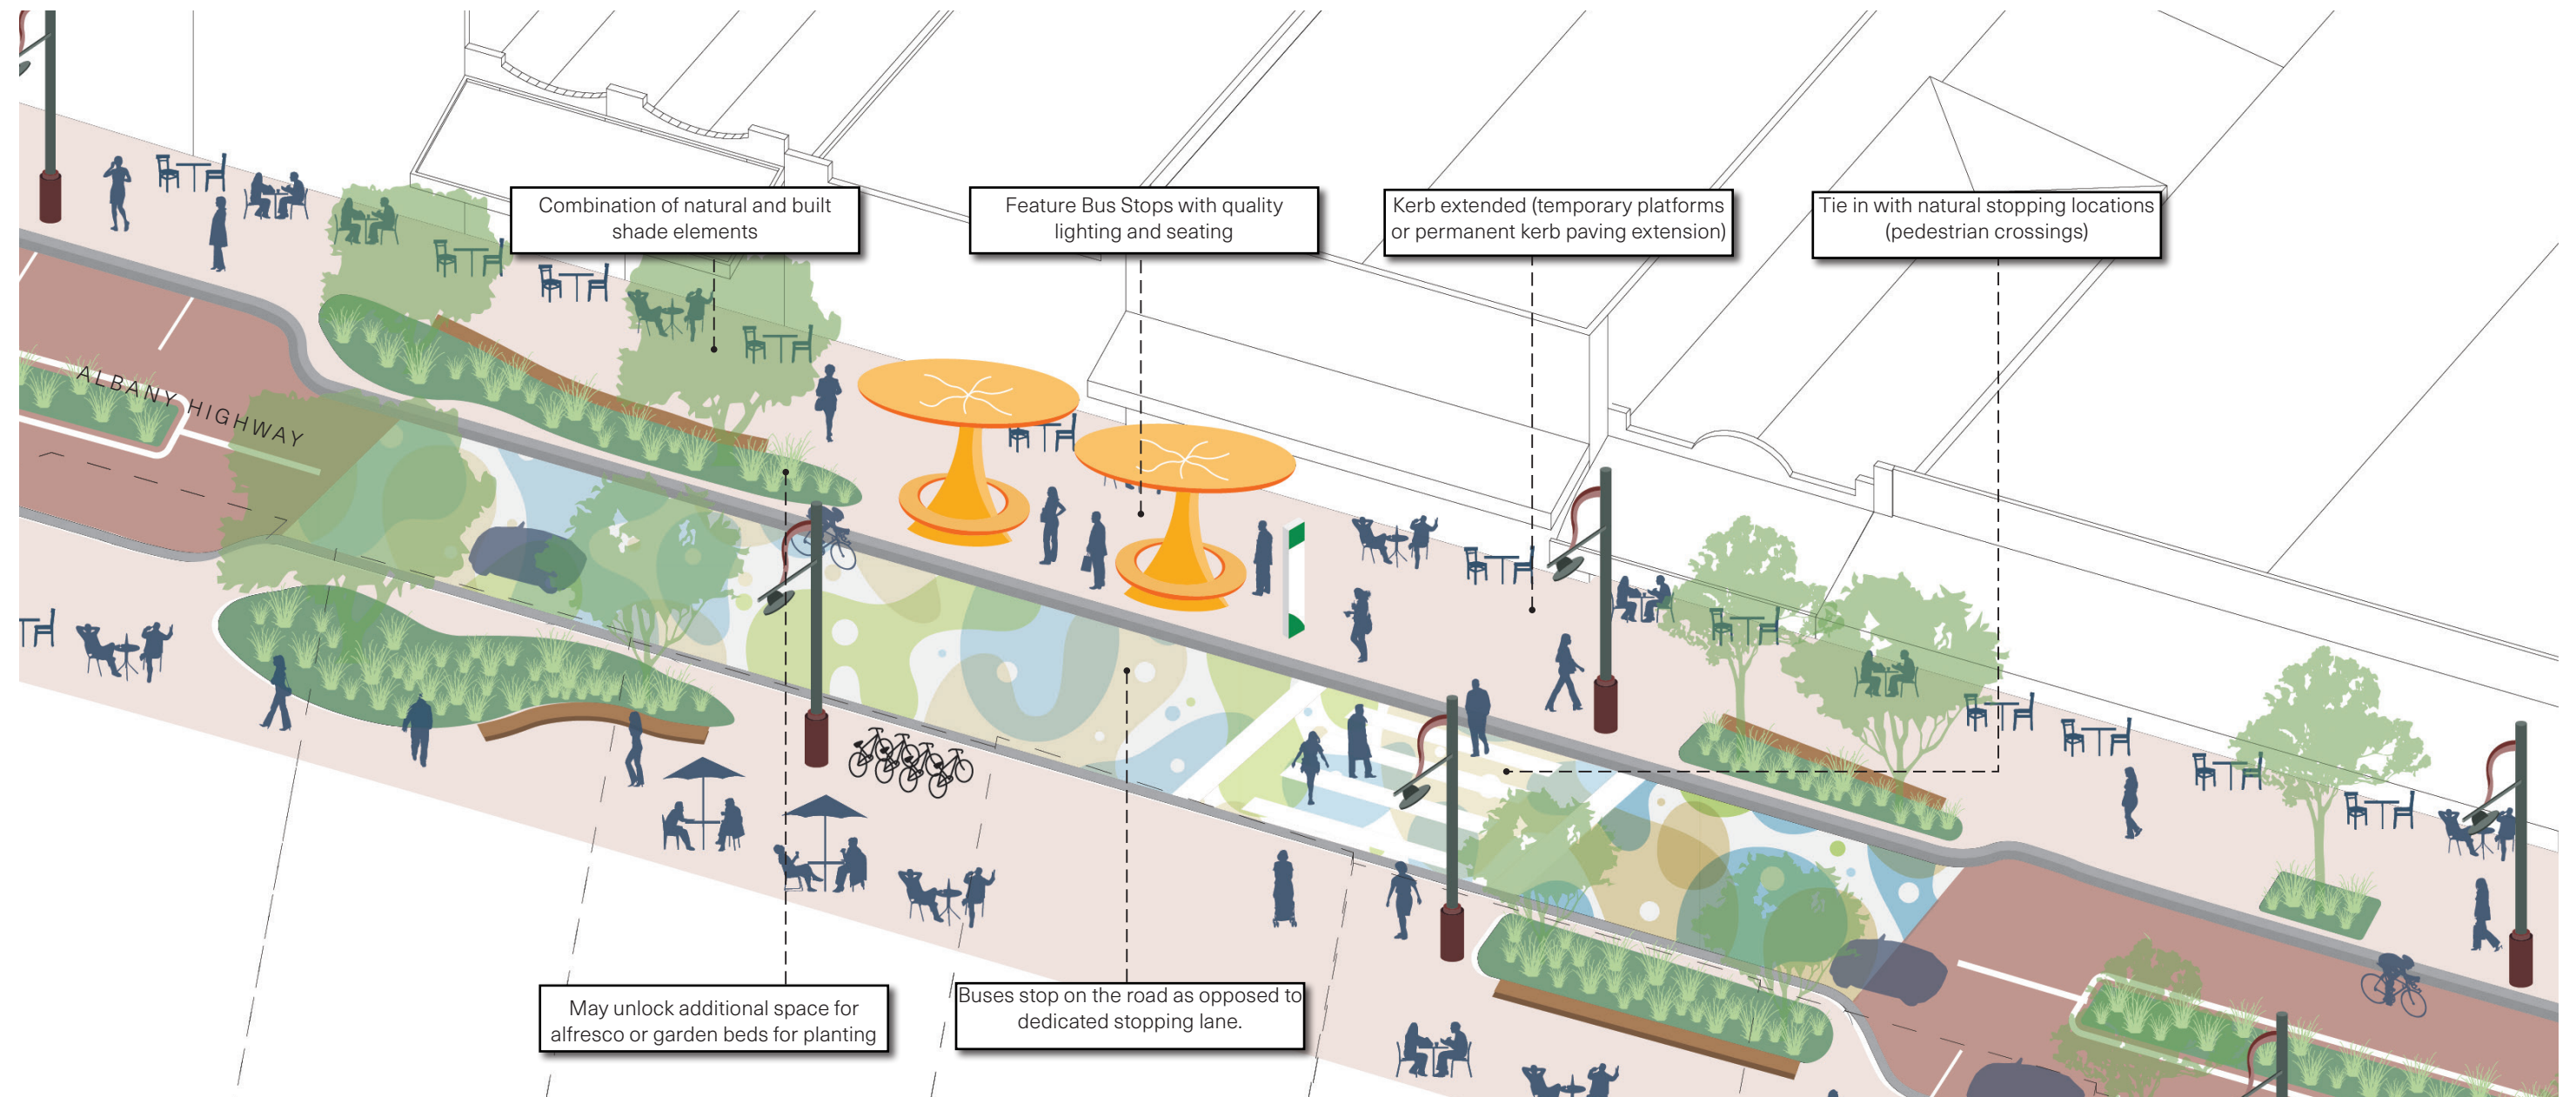 Combination of natural and built
shade elements
Feature Bus Stops with quality
lighting and seating
Kerb extended (temporary platforms
or permanent kerb paving extension)
Tie in with natural stopping locations
(pedestrian crossings)
ALBANY HIGHWAY
May unlock additional space for
alfresco or garden beds for planting
Buses stop on the road as opposed to
dedicated stopping lane.